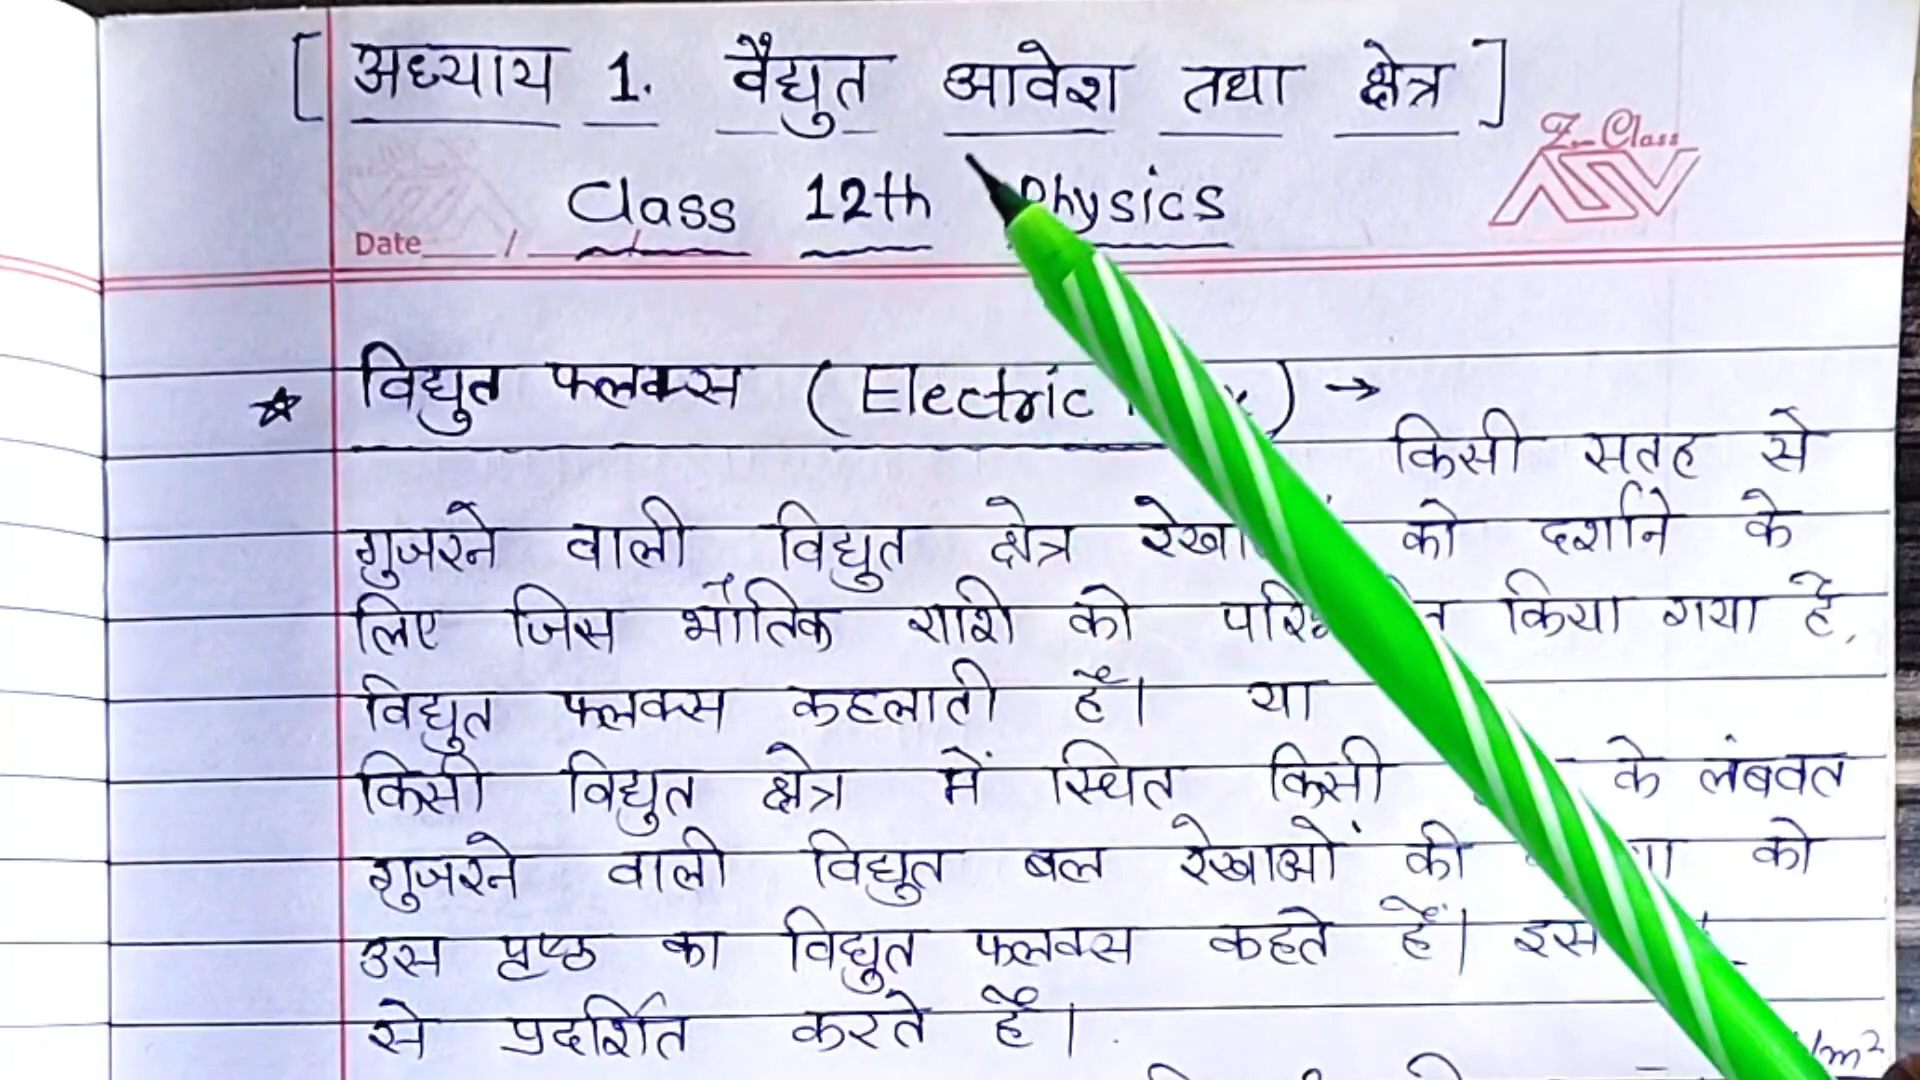 [ अध्याय 1. वैद्युत आवेश तथा क्षेत्र ]
Z-Class
Class 12th Physics
Date / /
विद्युत फ्लक्स ( Electric ) →
किसी सतह से
गुजरने वाली विद्युत क्षेत्र को दर्शाने के
लिए जिस भौतिक राशि को किया गया है,
विद्युत फ्लक्स कहलाती है। या
किसी विद्युत क्षेत्र में स्थित किसी के लंबवत
गुजरने वाली विद्युत बल रेखाओं की को
उस पृष्ठ का विद्युत फ्लक्स कहते हैं। इसे
से प्रदर्शित करते हैं।